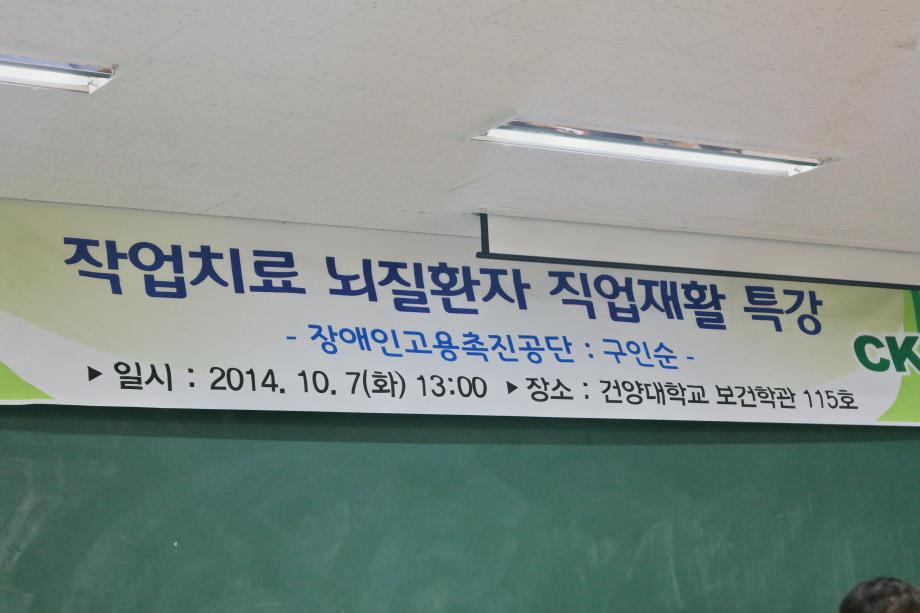 작업치료 뇌질환자 직업재활 특강
- 장애인고용촉진공단 : 구인순 -
▶ 일시 : 2014. 10. 7(화) 13:00 ▶ 장소 : 건양대학교 보건학관 115호
CK